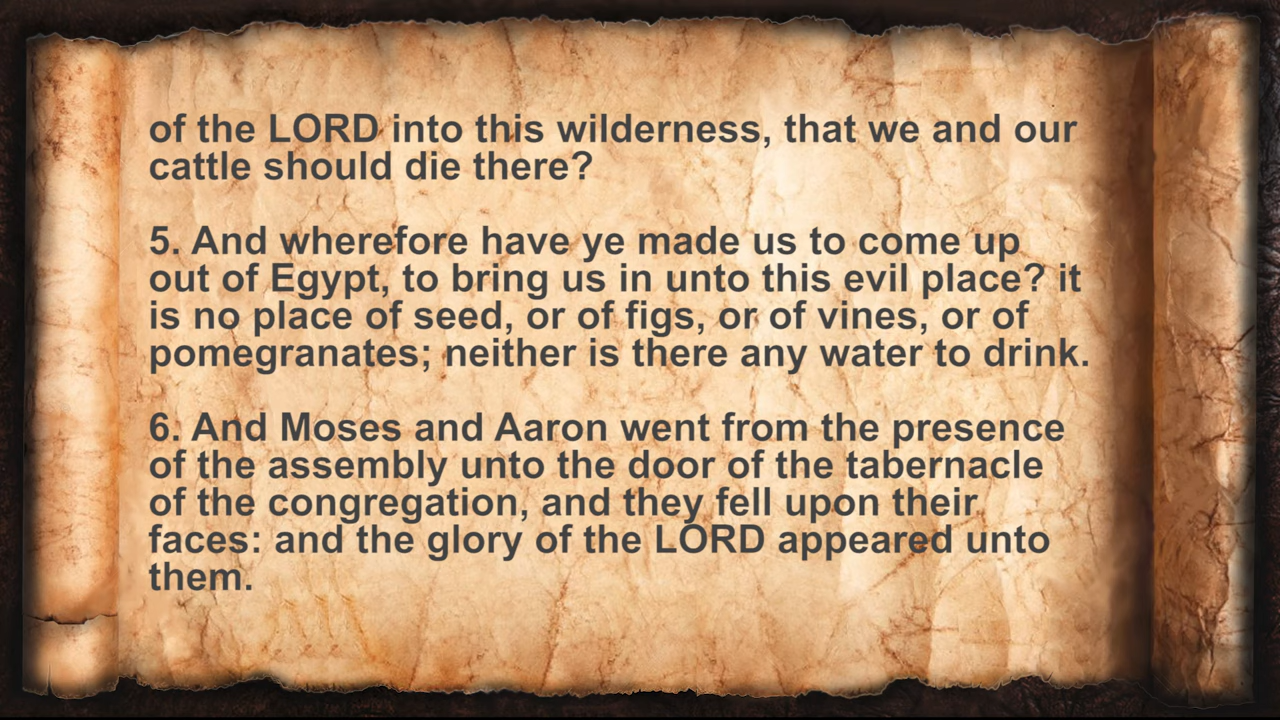 of the LORD into this wilderness, that we and our
cattle should die there?
5. And wherefore have ye made us to come up
out of Egypt, to bring us in unto this evil place? it
is no place of seed, or of figs, or of vines, or of
pomegranates; neither is there any water to drink.
6. And Moses and Aaron went from the presence
of the assembly unto the door of the tabernacle
of the congregation, and they fell upon their
faces: and the glory of the LORD appeared unto
them.